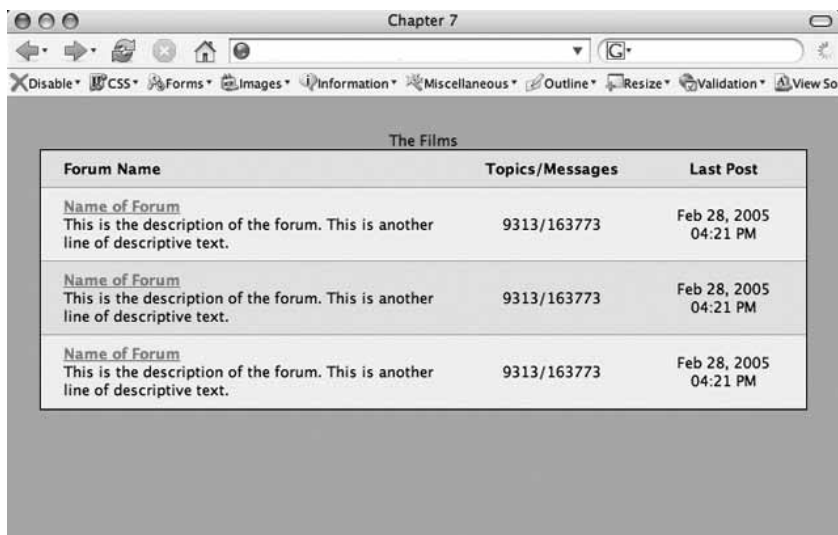 Chapter 7
G
Disable CSS Forms Images Information Miscellaneous Outline Resize Validation View So
The Films
Forum Name Topics/Messages Last Post
Name of Forum
This is the description of the forum. This is another
line of descriptive text.
9313/163773
Feb 28, 2005
04:21 PM
Name of Forum
This is the description of the forum. This is another
line of descriptive text.
9313/163773
Feb 28, 2005
04:21 PM
Name of Forum
This is the description of the forum. This is another
line of descriptive text.
9313/163773
Feb 28, 2005
04:21 PM